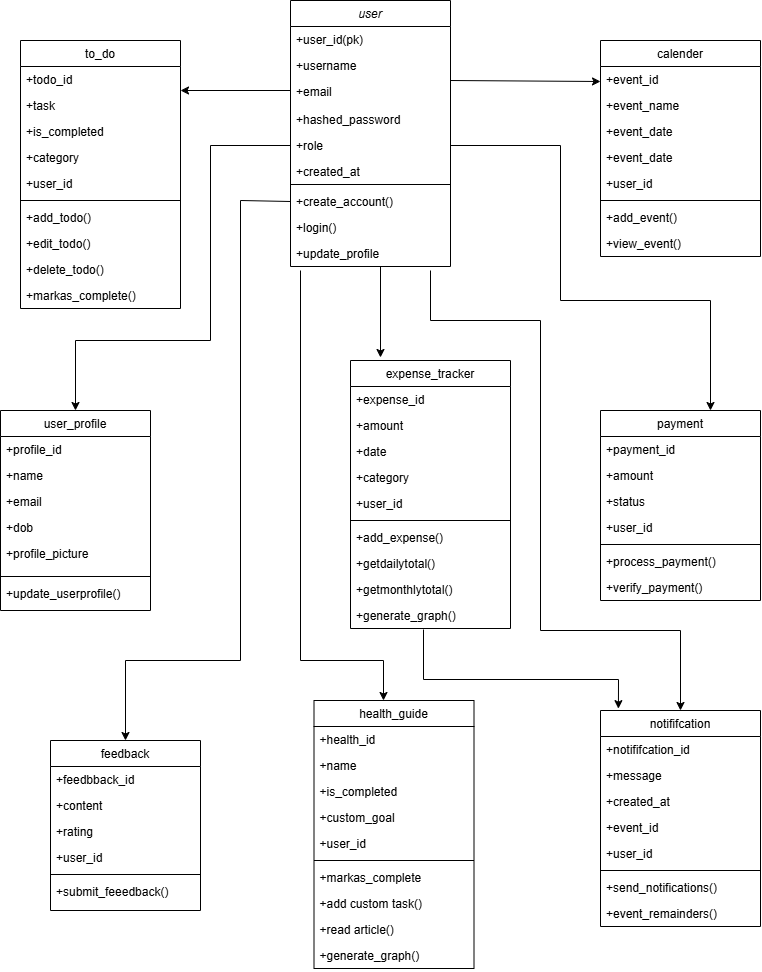 user
+user_id(pk)
+username
+email
+hashed_password
+role
+created_at
+create_account()
+login()
+update_profile
to_do
+todo_id
+task
+is_completed
+category
+user_id
+add_todo()
+edit_todo()
+delete_todo()
+markas_complete()
calender
+event_id
+event_name
+event_date
+event_date
+user_id
+add_event()
+view_event()
user_profile
+profile_id
+name
+email
+dob
+profile_picture
+update_userprofile()
expense_tracker
+expense_id
+amount
+date
+category
+user_id
+add_expense()
+getdailytotal()
+getmonthlytotal()
+generate_graph()
payment
+payment_id
+amount
+status
+user_id
+process_payment()
+verify_payment()
feedback
+feedbback_id
+content
+rating
+user_id
+submit_feeedback()
health_guide
+health_id
+name
+is_completed
+custom_goal
+user_id
+markas_complete
+add custom task()
+read article()
+generate_graph()
notififcation
+notififcation_id
+message
+created_at
+event_id
+user_id
+send_notifications()
+event_remainders()